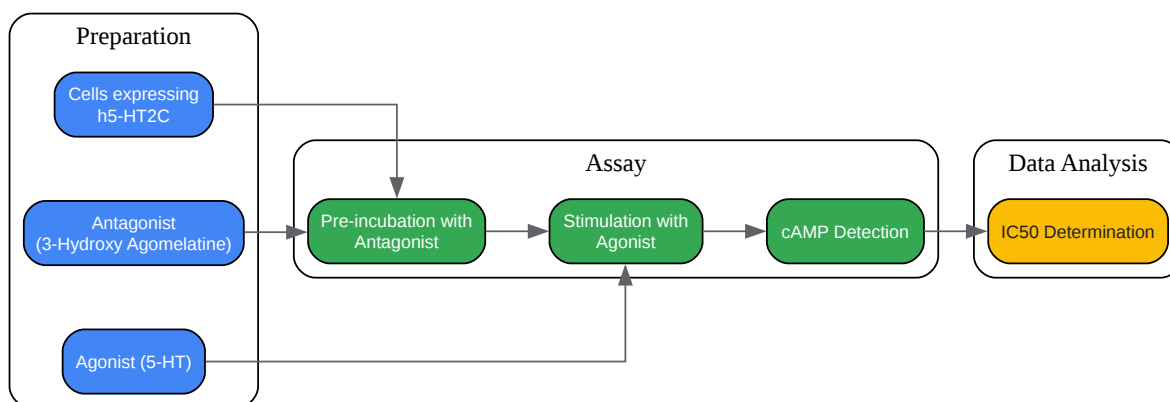 Preparation
Cells expressing
h5-HT2C
Antagonist
(3-Hydroxy Agomelatine)
Agonist (5-HT)
Assay
Pre-incubation with
Antagonist
Stimulation with
Agonist
cAMP Detection
Data Analysis
IC50 Determination